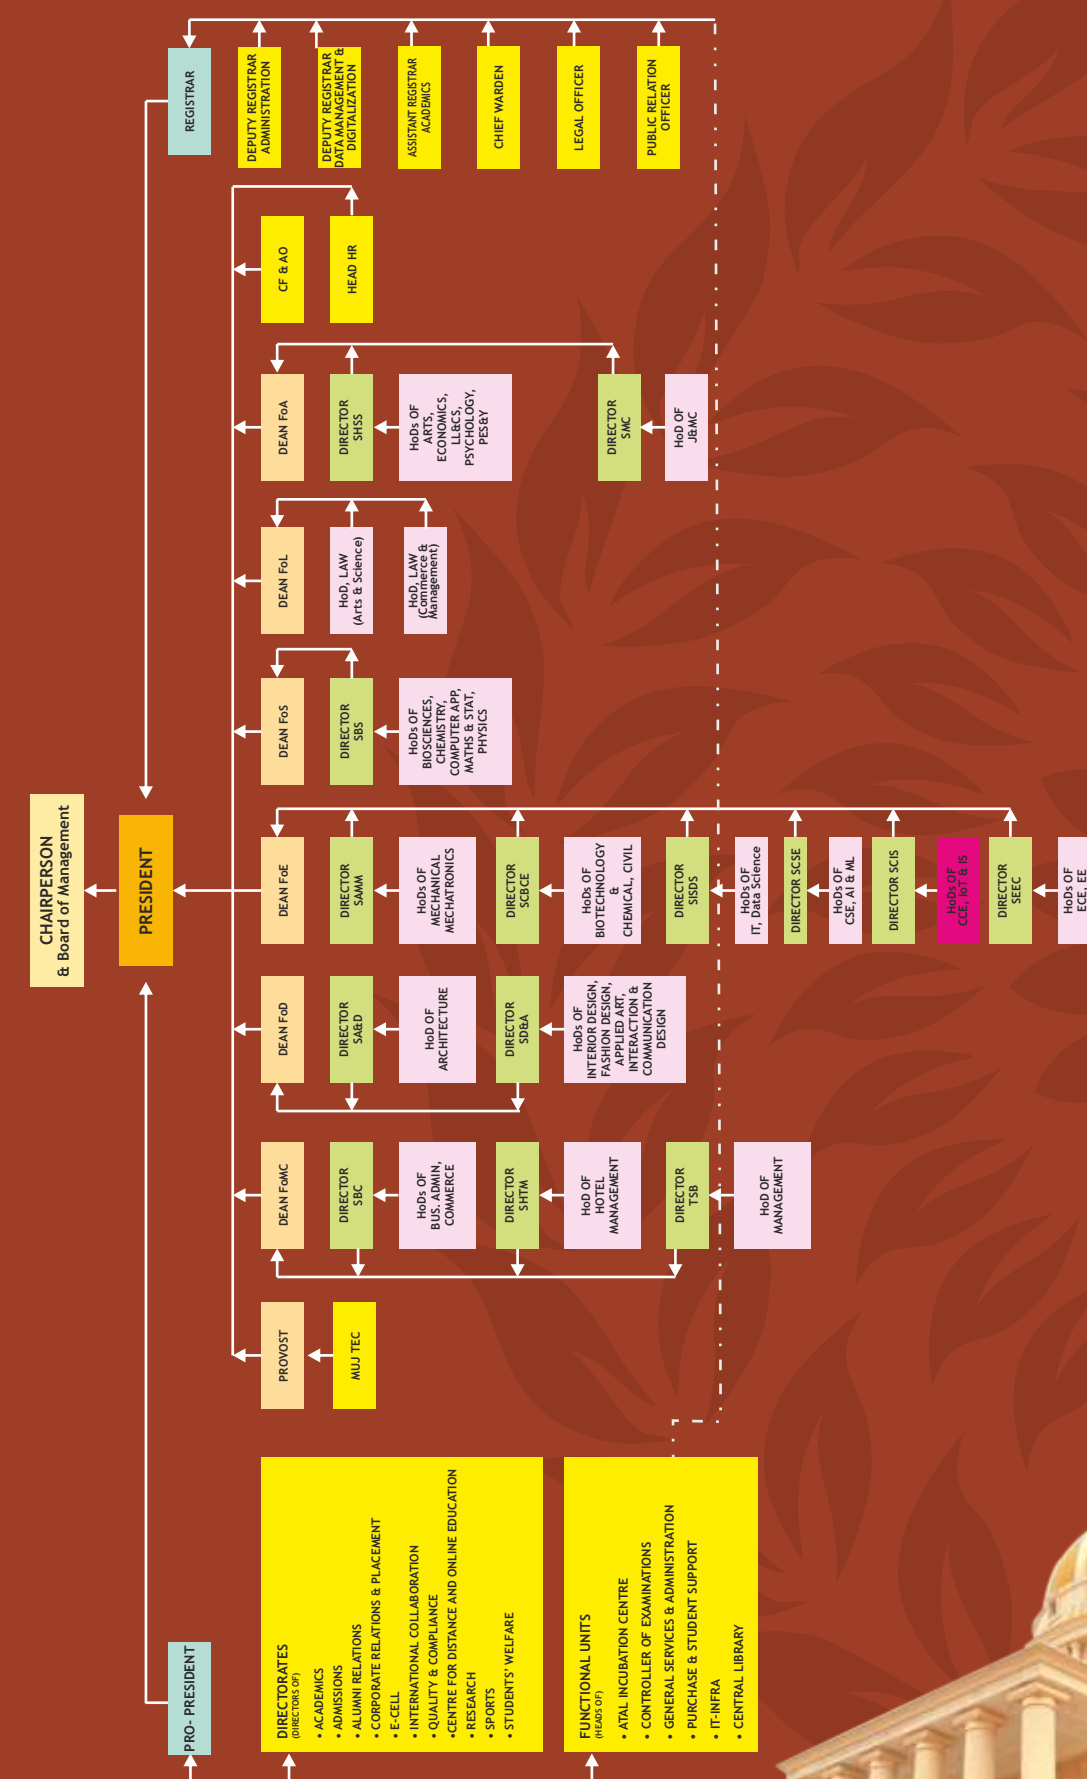 CHAIRPERSON
& Board of Management
PRESIDENT
PRO- PRESIDENT
REGISTRAR
DIRECTORATES
(DIRECTORS OF)
• ACADEMICS
• ADMISSIONS
• ALUMNI RELATIONS
• CORPORATE RELATIONS & PLACEMENT
• E-CELL
• INTERNATIONAL COLLABORATION
• QUALITY & COMPLIANCE
•CENTRE FOR DISTANCE AND ONLINE EDUCATION
• RESEARCH
• SPORTS
• STUDENTS' WELFARE
FUNCTIONAL UNITS
(HEADS OF)
• ATAL INCUBATION CENTRE
• CONTROLLER OF EXAMINATIONS
• GENERAL SERVICES & ADMINISTRATION
• PURCHASE & STUDENT SUPPORT
• IT-INFRA
• CENTRAL LIBRARY
PROVOST
MUJ TEC
DEAN FoMC
DIRECTOR
SBC
HoDs OF
BUS. ADMIN,
COMMERCE
DIRECTOR
SHTM
HoD OF
HOTEL
MANAGEMENT
DIRECTOR
TSB
HoD OF
MANAGEMENT
DEAN FoD
DIRECTOR
SA&D
HoD OF
ARCHITECTURE
DIRECTOR
SD&A
HoDs OF
INTERIOR DESIGN,
FASHION DESIGN,
APPLIED ART,
INTERACTION &
COMMUNICATION
DESIGN
DEAN FoE
DIRECTOR
SAMM
HoDs OF
MECHANICAL
MECHATRONICS
DIRECTOR
SCBCE
HoDs OF
BIOTECHNOLOGY
&
CHEMICAL, CIVIL
DIRECTOR
SISDS
HoDs OF
IT, Data Science
DIRECTOR SCSE
HoDs OF
CSE, AI & ML
DIRECTOR SCIS
HoDs OF
CCE, IoT & IS
DIRECTOR
SEEC
HoDs OF
ECE, EE
DEAN FoS
DIRECTOR
SBS
HoDs OF
BIOSCIENCES,
CHEMISTRY,
COMPUTER APP,
MATHS & STAT,
PHYSICS
DEAN FoL
HoD, LAW
(Arts & Science)
HoD, LAW
(Commerce &
Management)
DEAN FoA
DIRECTOR
SHSS
HoDs OF
ARTS,
ECONOMICS,
LL&CS,
PSYCHOLOGY,
PES&Y
DIRECTOR
SMC
HoD OF
J&MC
CF & AO
HEAD HR
DEPUTY REGISTRAR
ADMINISTRATION
DEPUTY REGISTRAR
DATA MANAGEMENT &
DIGITALIZATION
ASSISTANT REGISTRAR
ACADEMICS
CHIEF WARDEN
LEGAL OFFICER
PUBLIC RELATION
OFFICER